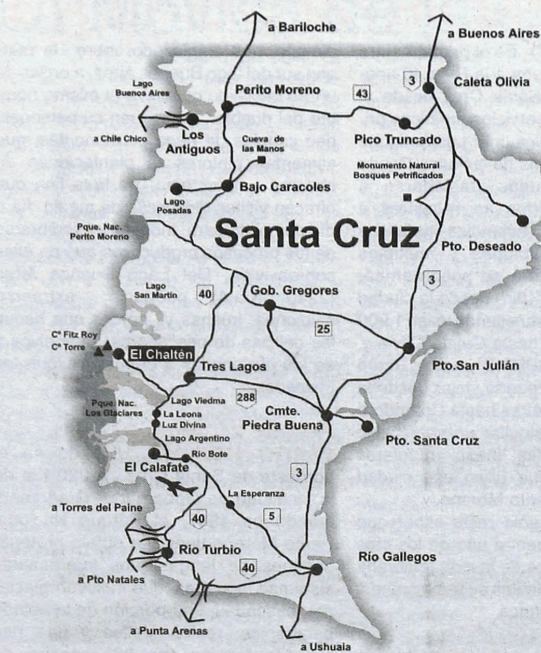 a Bariloche
a Buenos Aires
3
Lago
Buenos Aires
Perito Moreno
43
Caleta Olivia
Los
Antiguos
a Chile Chico
Cueva de
las Manos
Pico Truncado
Monumento Natural
Bosques Petrificados
Bajo Caracoles
Lago
Posadas
Pque. Nac.
Perito Moreno
Santa Cruz
Pto. Deseado
3
Lago
San Martín
40
Gob. Gregores
25
Cº Fitz Roy
Cº Torre
El Chaltén
Tres Lagos
Pto.San Julián
288
Pque. Nac.
Los Glaciares
Lago Viedma
La Leona
Luz Divina
Lago Argentino
Cmte.
Piedra Buena
Pto. Santa Cruz
El Calafate
Río Bote
3
La Esperanza
a Torres del Paine
40
5
Río Turbio
40
Río Gallegos
a Pto Natales
a Punta Arenas
a Ushuaia